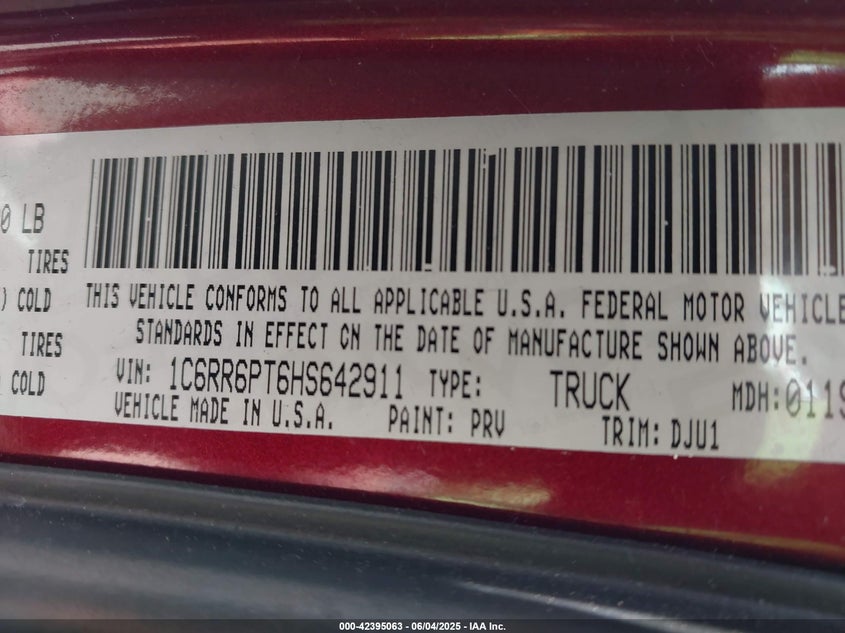 0 LB
TIRES
) COLD
TIRES
COLD
THIS VEHICLE CONFORMS TO ALL APPLICABLE U.S.A. FEDERAL MOTOR VEHICLE
STANDARDS IN EFFECT ON THE DATE OF MANUFACTURE SHOWN ABOVE.
VIN: 1C6RR6PT6HS642911 TYPE: TRUCK MDH:0119
VEHICLE MADE IN U.S.A. PAINT: PRV TRIM: DJU1
000-42395063 - 06/04/2025 - IAA Inc.